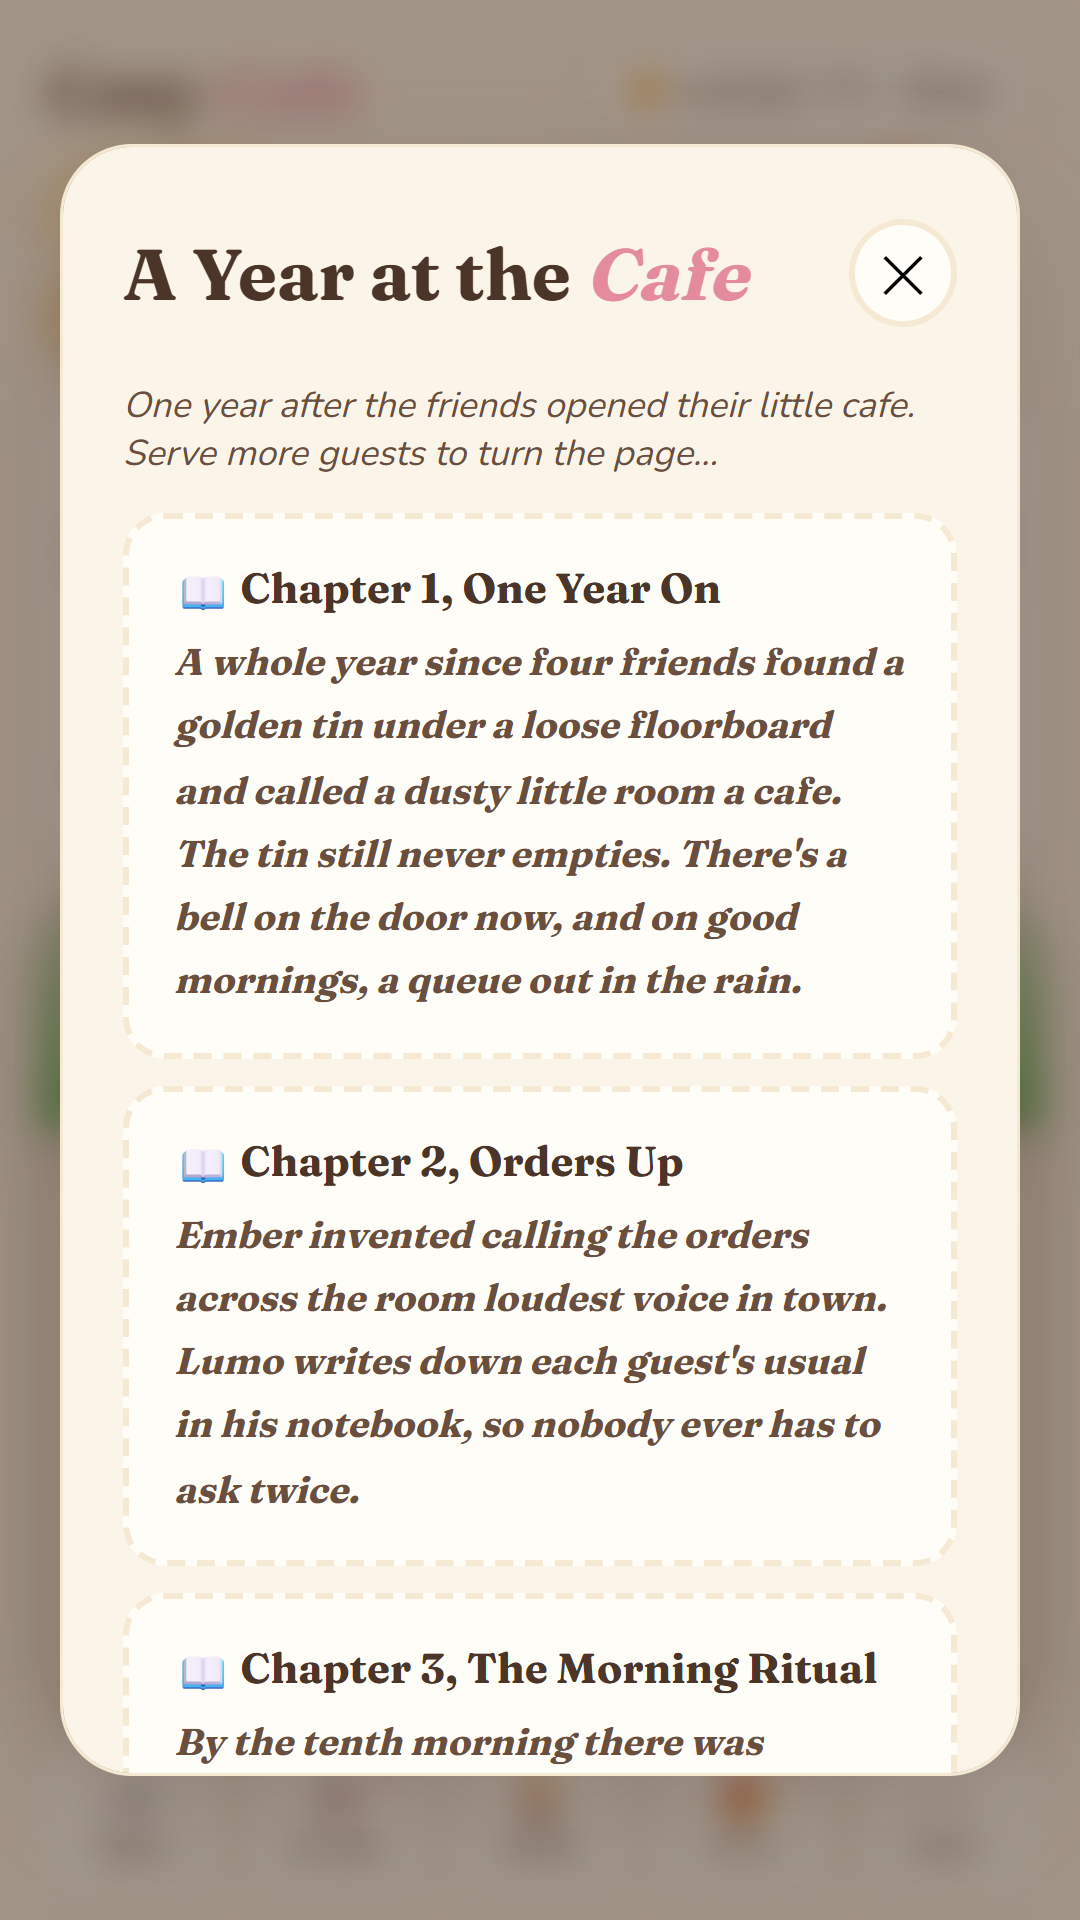 A Year at the Cafe
One year after the friends opened their little cafe.
Serve more guests to turn the page...
Chapter 1, One Year On
A whole year since four friends found a
golden tin under a loose floorboard
and called a dusty little room a cafe.
The tin still never empties. There's a
bell on the door now, and on good
mornings, a queue out in the rain.
Chapter 2, Orders Up
Ember invented calling the orders
across the room loudest voice in town.
Lumo writes down each guest's usual
in his notebook, so nobody ever has to
ask twice.
Chapter 3, The Morning Ritual
By the tenth morning there was